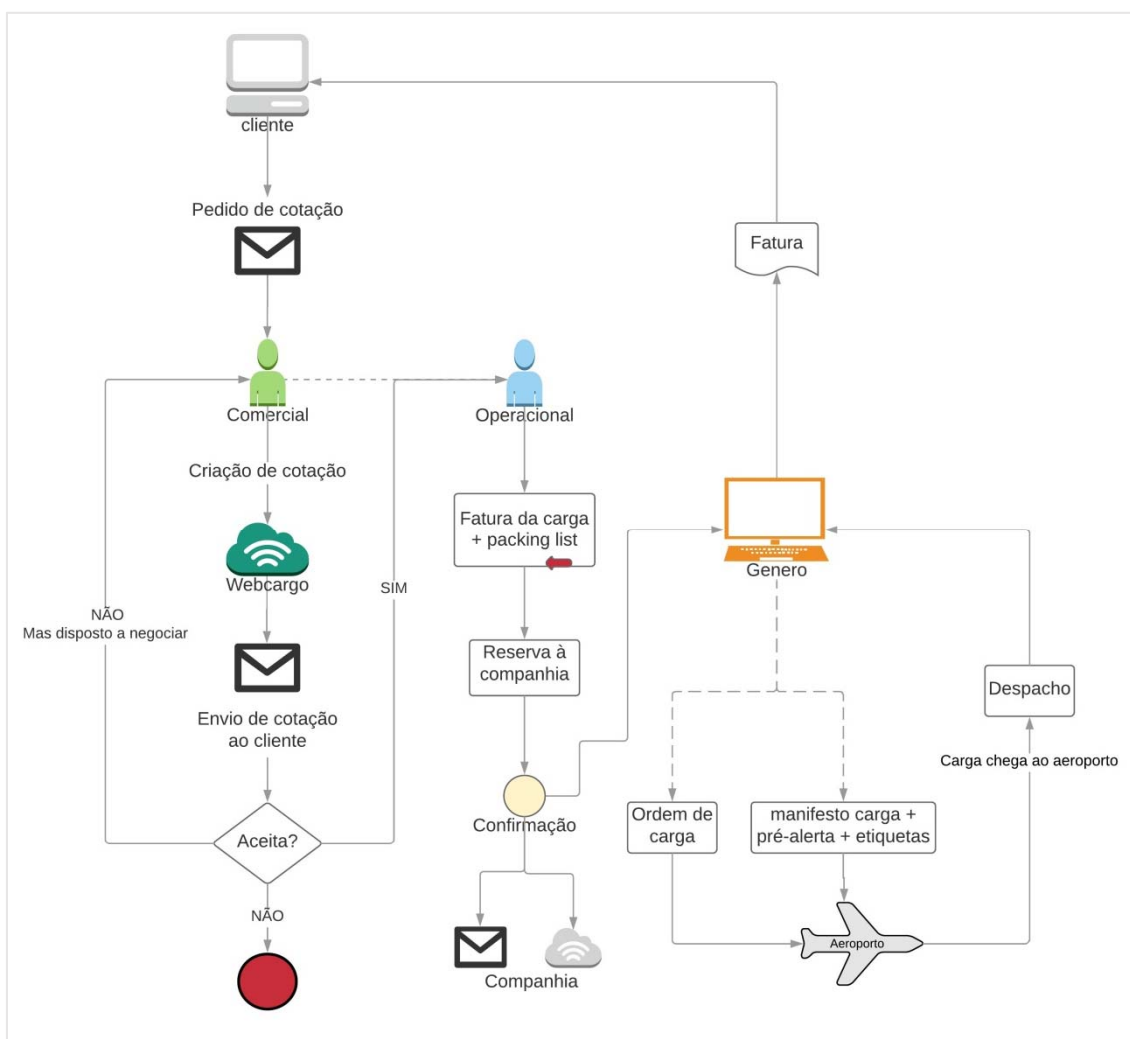 cliente
Pedido de cotação
Fatura
Comercial
Operacional
Criação de cotação
Fatura da carga
+ packing list
Genero
Webcargo
SIM
NÃO
Mas disposto a negociar
Reserva à
companhia
Despacho
Envio de cotação
ao cliente
Carga chega ao aeroporto
Confirmação
Ordem de
carga
manifesto carga +
pré-alerta + etiquetas
Aceita?
NÃO
Aeroporto
Companhia